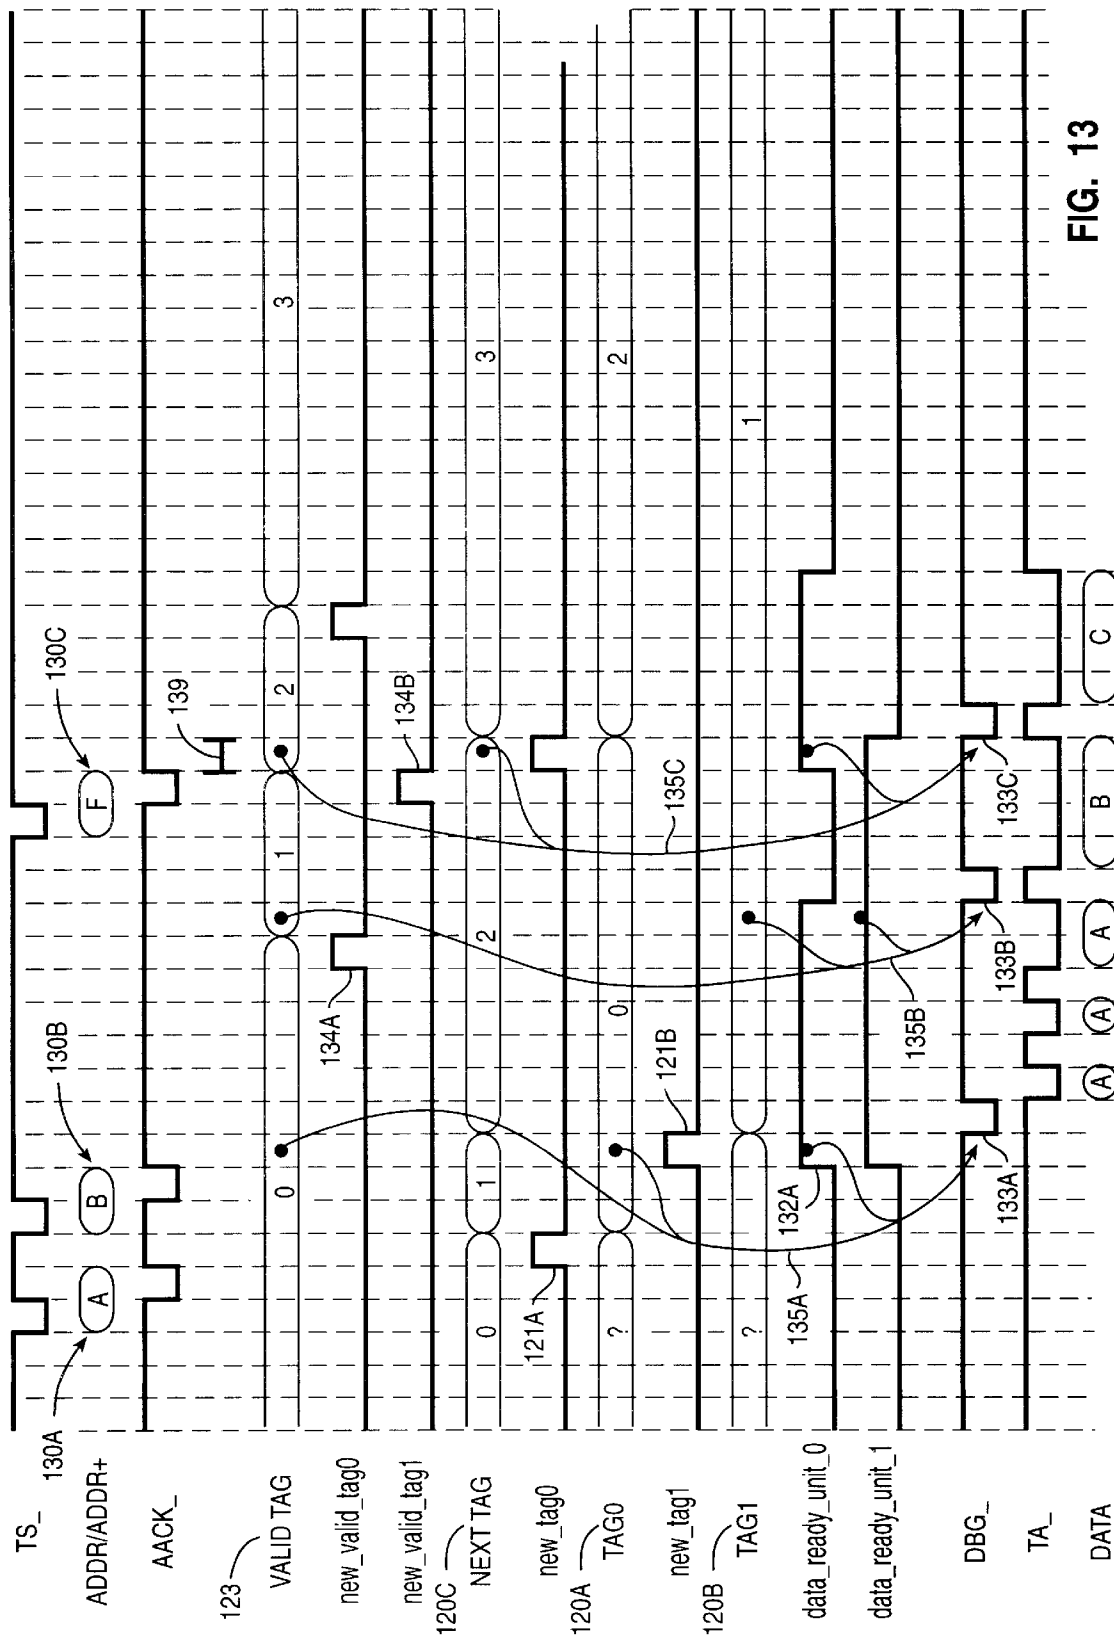 TS_
130A
ADDR/ADDR+
A
130B
B
130C
F
AACK_
139
123
VALID TAG
0
1
2
3
new_valid_tag0
134A
new_valid_tag1
134B
120C
NEXT TAG
0
1
2
3
new_tag0
121A
120A
TAG0
?
0
2
new_tag1
121B
135C
120B
TAG1
?
1
data_ready_unit_0
132A
data_ready_unit_1
135A
135B
DBG_
133A
133B
133C
TA_
DATA
A
A
A
B
C
FIG. 13